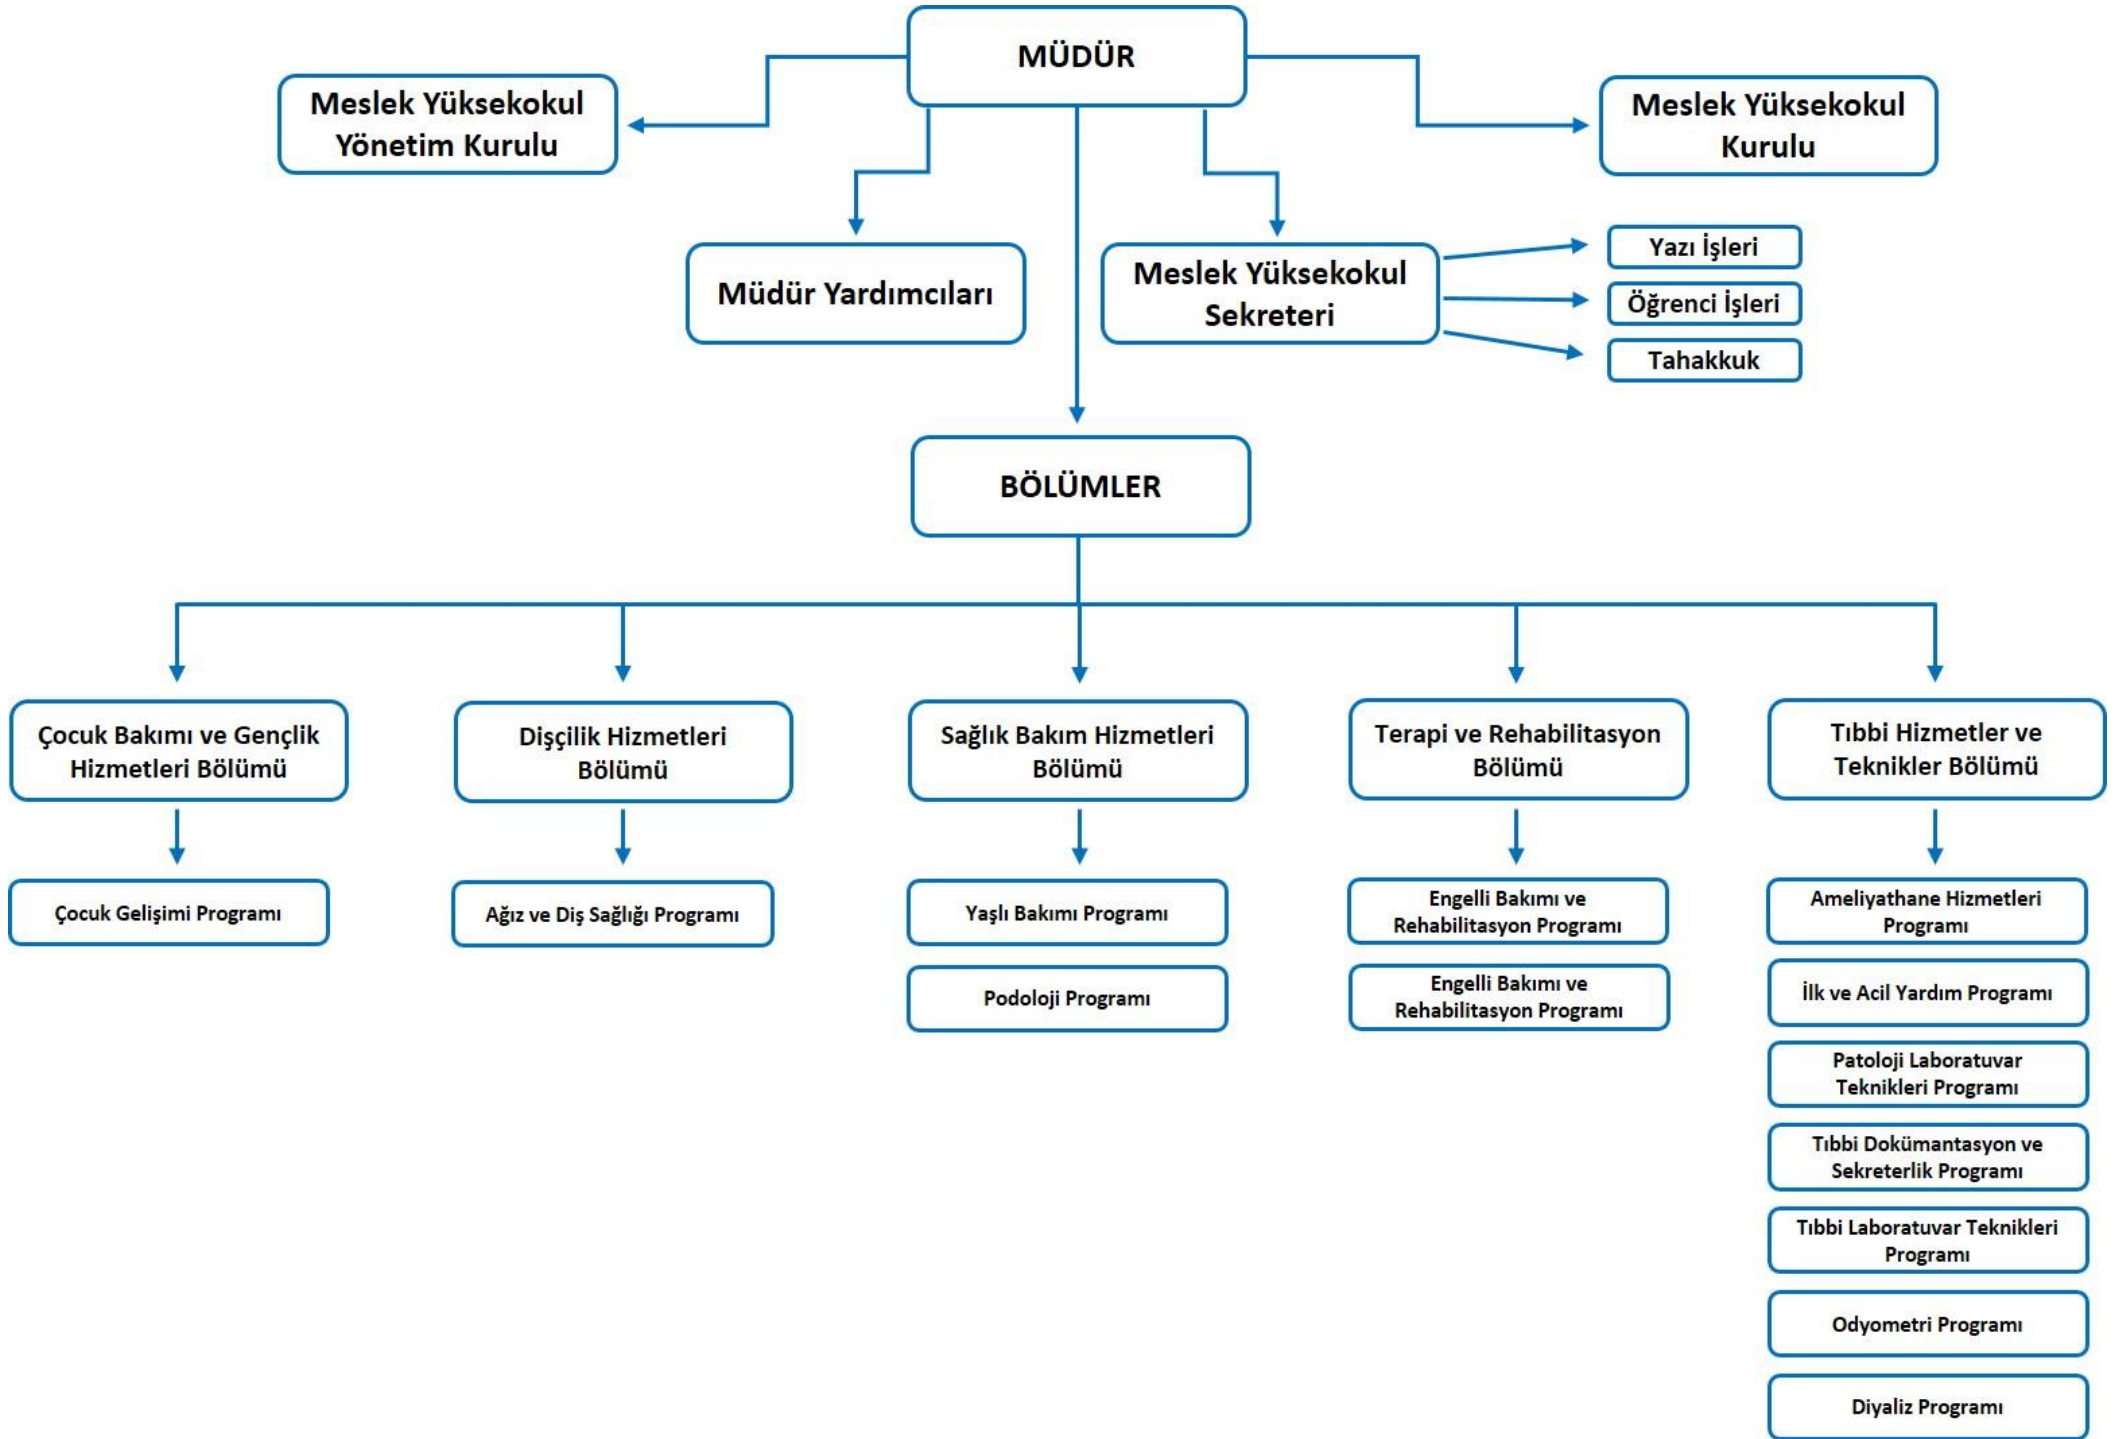 MÜDÜR
Meslek Yüksekokul
Yönetim Kurulu
Meslek Yüksekokul
Kurulu
Müdür Yardımcıları
Meslek Yüksekokul
Sekreteri
Yazı İşleri
Öğrenci İşleri
Tahakkuk
BÖLÜMLER
Çocuk Bakımı ve Gençlik
Hizmetleri Bölümü
Dişçilik Hizmetleri
Bölümü
Sağlık Bakım Hizmetleri
Bölümü
Terapi ve Rehabilitasyon
Bölümü
Tıbbi Hizmetler ve
Teknikler Bölümü
Çocuk Gelişimi Programı
Ağız ve Diş Sağlığı Programı
Yaşlı Bakımı Programı
Podoloji Programı
Engelli Bakımı ve
Rehabilitasyon Programı
Engelli Bakımı ve
Rehabilitasyon Programı
Ameliyathane Hizmetleri
Programı
İlk ve Acil Yardım Programı
Patoloji Laboratuvar
Teknikleri Programı
Tıbbi Dokümantasyon ve
Sekreterlik Programı
Tıbbi Laboratuvar Teknikleri
Programı
Odyometri Programı
Diyaliz Programı